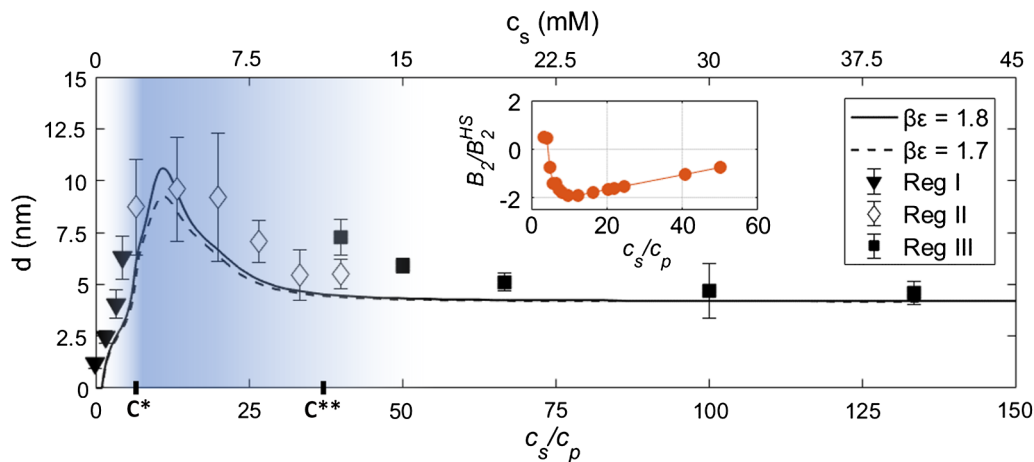 c_s (mM)
0 7.5 15 22.5 30 37.5 45
15
12.5
10
7.5
5
2.5
0
d (nm)
2
0
-2
B_2/B_2^{HS}
0 20 40 60
c_s/c_p
βε = 1.8
βε = 1.7
Reg I
Reg II
Reg III
0 C* 25 C** 50 75 100 125 150
c_s/c_p